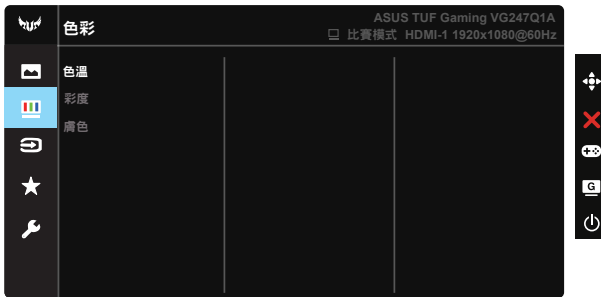 色彩
ASUS TUF Gaming VG247Q1A
比賽模式 HDMI-1 1920x1080@60Hz
色溫
彩度
膚色
G